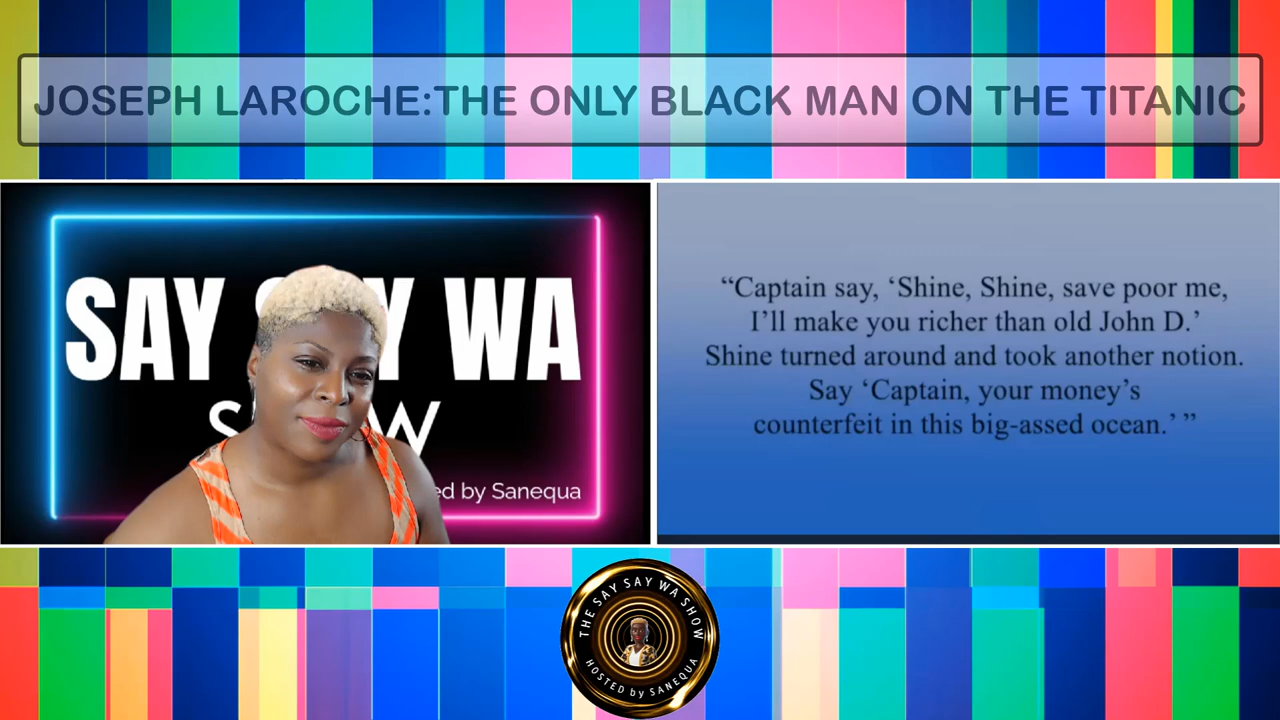 JOSEPH LAROCHE:THE ONLY BLACK MAN ON THE TITANIC
SAY SAY WA
SHOW
ed by Sanequa
“Captain say, ‘Shine, Shine, save poor me,
I’ll make you richer than old John D.’
Shine turned around and took another notion.
Say ‘Captain, your money’s
counterfeit in this big-assed ocean.’ ”
THE SAY SAY WA SHOW
HOSTED by SANEQUA